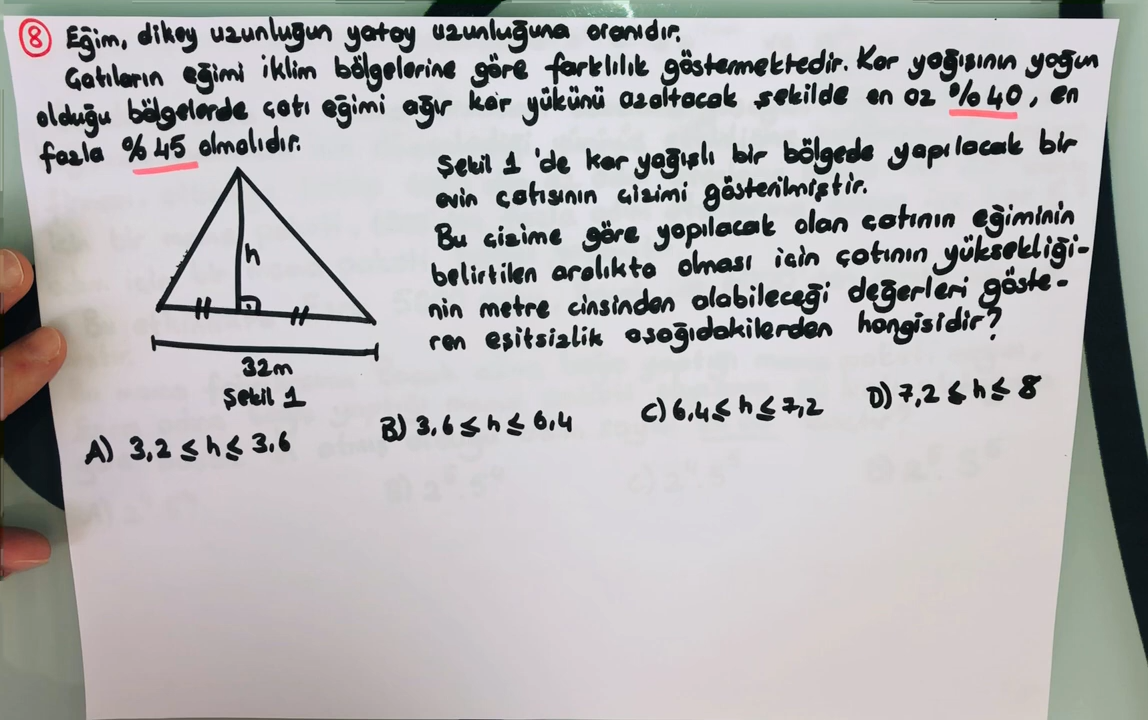 8 Eğim, dikey uzunluğun yatay uzunluğuna oranıdır.
Çatıların eğimi iklim bölgelerine göre farklılık göstermektedir. Kar yağışının yoğun
olduğu bölgelerde çatı eğimi ağır kar yükünü azaltacak şekilde en az %40, en
fazla %45 olmalıdır.
Şekil 1'de kar yağışlı bir bölgede yapılacak bir
evin çatısının çizimi gösterilmiştir.
Bu çizime göre yapılacak olan çatının eğiminin
belirtilen aralıkta olması için çatının yüksekliği-
nin metre cinsinden alabileceği değerleri göste-
ren eşitsizlik aşağıdakilerden hangisidir?
h
32m
Şekil 1
A) 3,2 ≤ h ≤ 3,6
B) 3,6 ≤ h ≤ 6,4
C) 6,4 ≤ h ≤ 7,2
D) 7,2 ≤ h ≤ 8